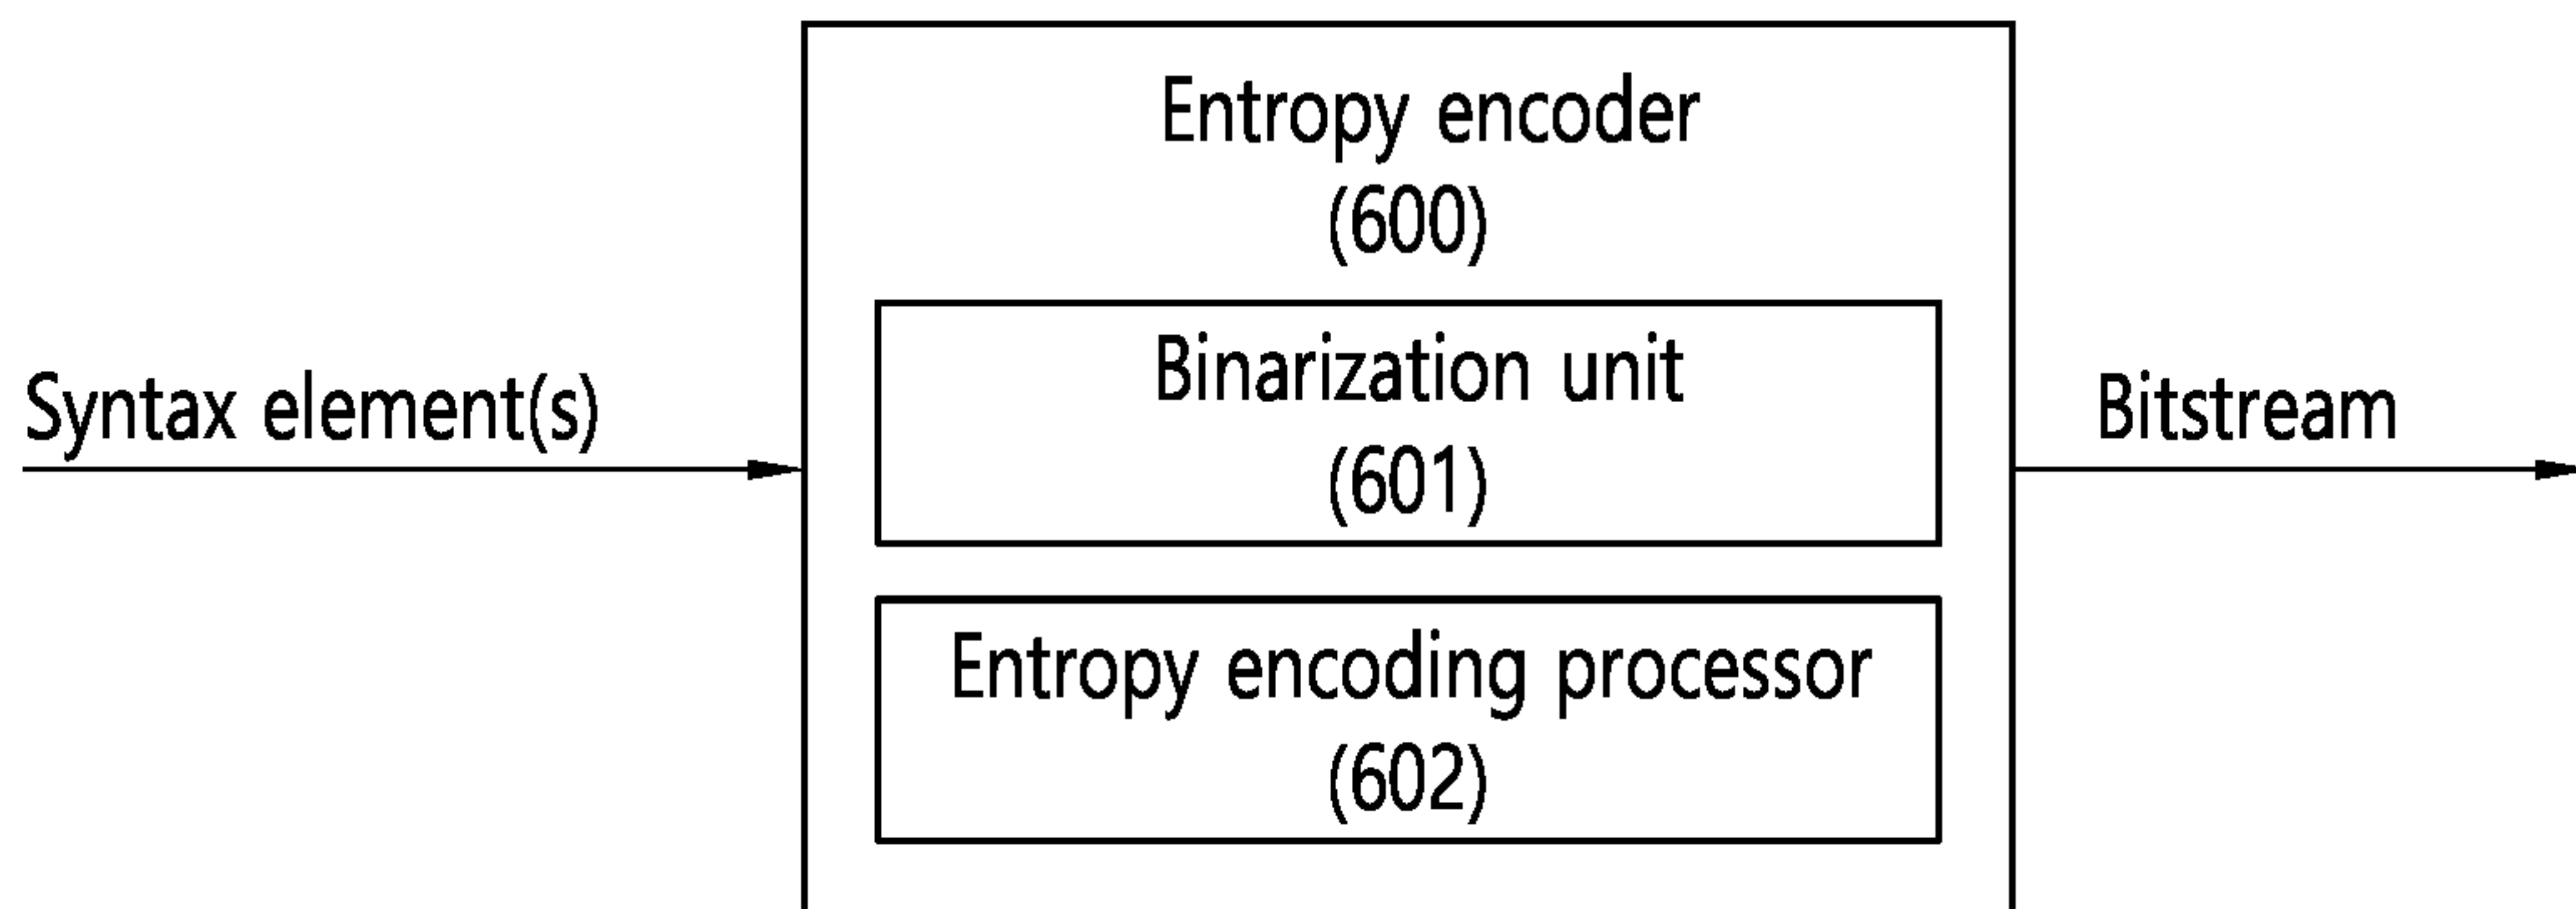 Entropy encoder
(600)
Binarization unit
(601)
Syntax element(s)
Bitstream
Entropy encoding processor
(602)